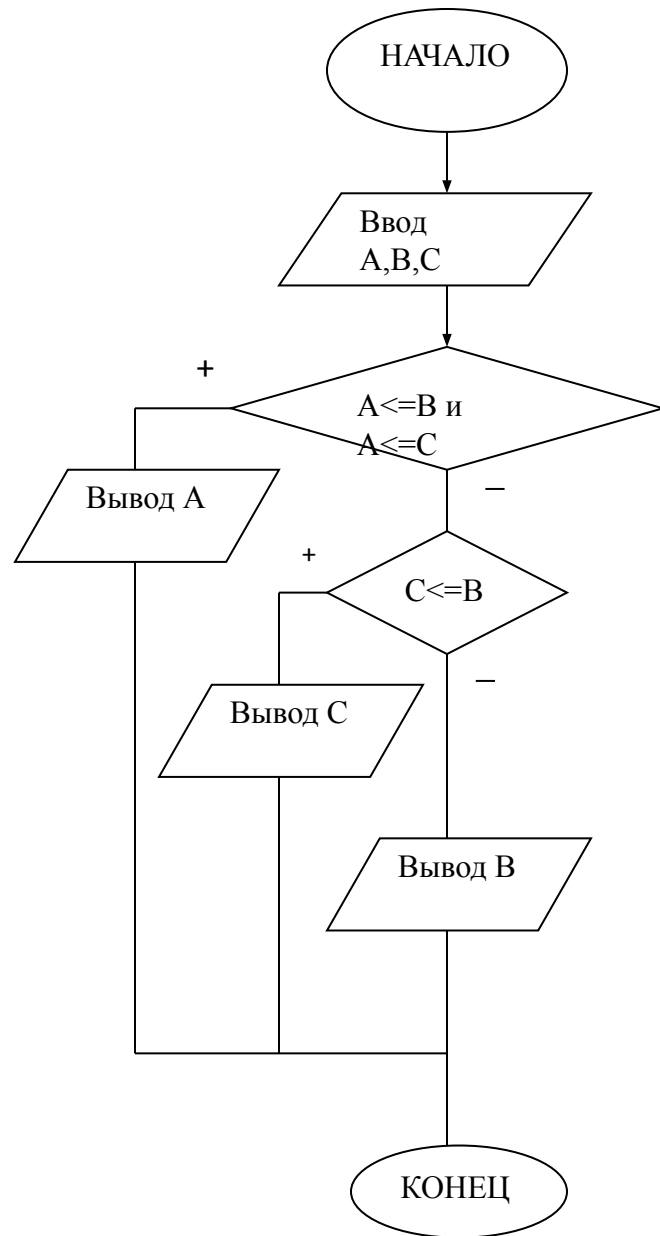 НАЧАЛО
Ввод
A,B,C
+
A<=B и
A<=C
Вывод A
–
+
C<=B
–
Вывод C
Вывод B
КОНЕЦ